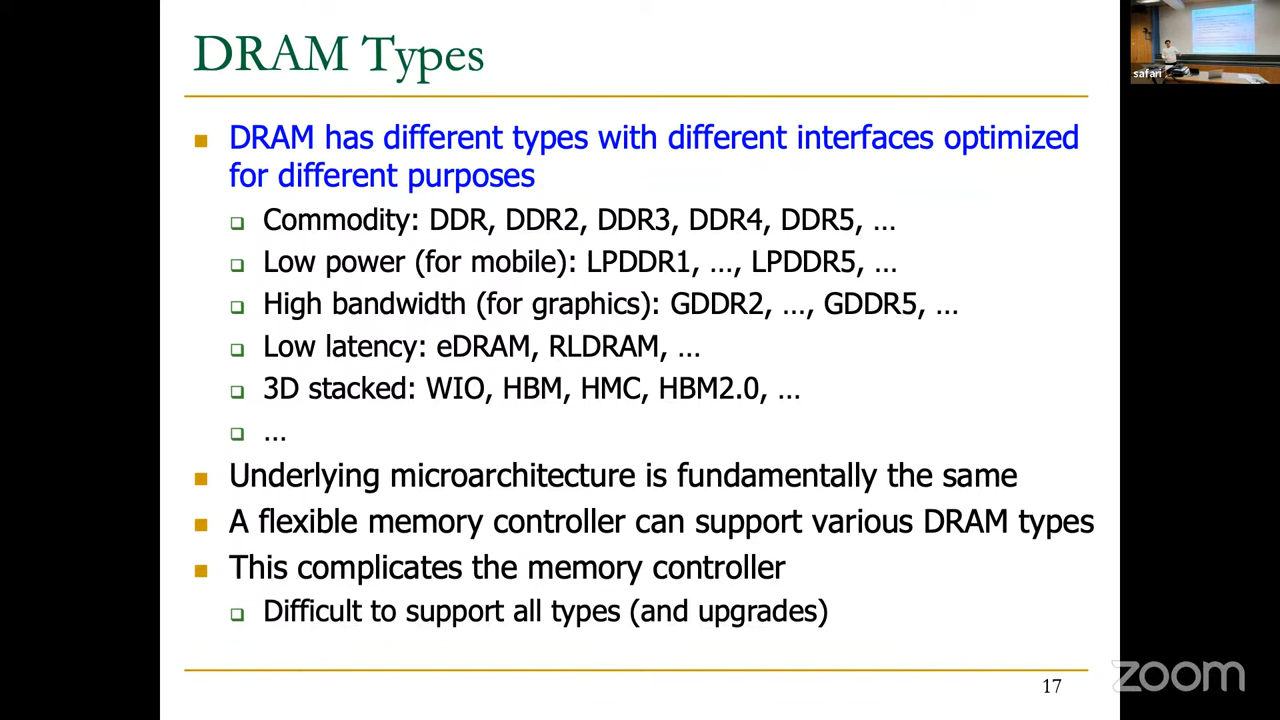 DRAM Types
DRAM has different types with different interfaces optimized
for different purposes
Commodity: DDR, DDR2, DDR3, DDR4, DDR5, ...
Low power (for mobile): LPDDR1, ..., LPDDR5, ...
High bandwidth (for graphics): GDDR2, ..., GDDR5, ...
Low latency: eDRAM, RLDRAM, ...
3D stacked: WIO, HBM, HMC, HBM2.0, ...
...
Underlying microarchitecture is fundamentally the same
A flexible memory controller can support various DRAM types
This complicates the memory controller
Difficult to support all types (and upgrades)
17
safari
zoom